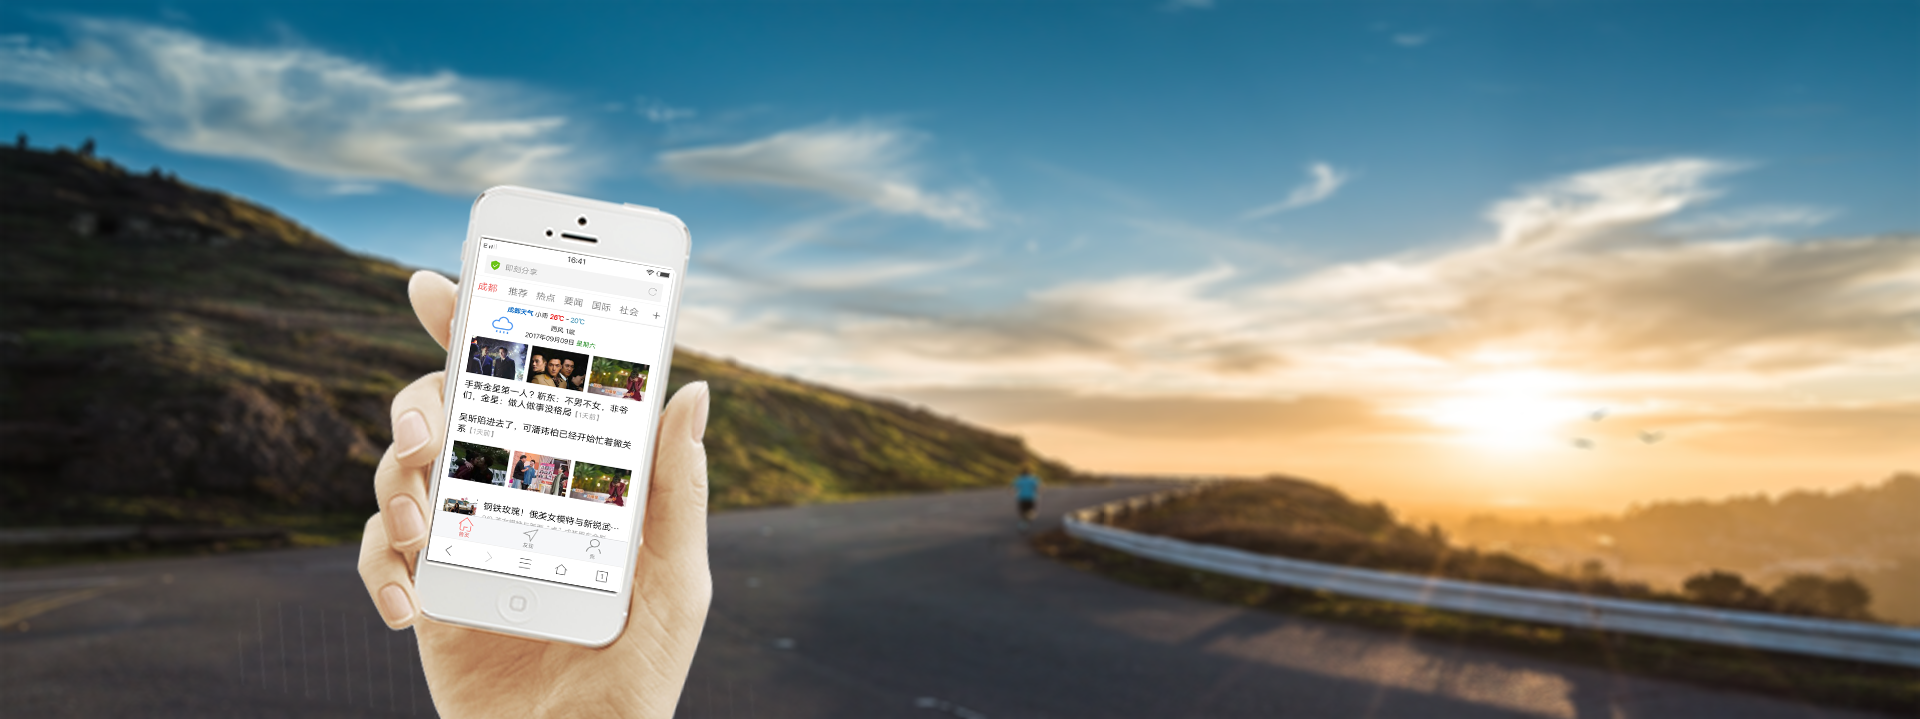 16:41
即刻分享
成都 推荐 热点 要闻 国际 社会 +
成都天气 小雨 26℃ - 20℃
西风 1级
2017年09月09日 星期六
手撕金星第一人？靳东：不男不女，非爷
们，金星：做人做事没格局【1天前】
吴昕陷进去了，可潘玮柏已经开始忙着微关
系【1天前】
钢铁玫瑰！俄美女模特与新锐武…
首页 发现 我
1